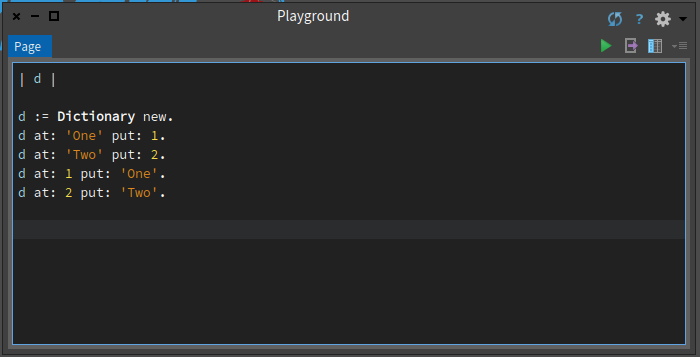 Playground
?
Page
| d |
d := Dictionary new.
d at: 'One' put: 1.
d at: 'Two' put: 2.
d at: 1 put: 'One'.
d at: 2 put: 'Two'.